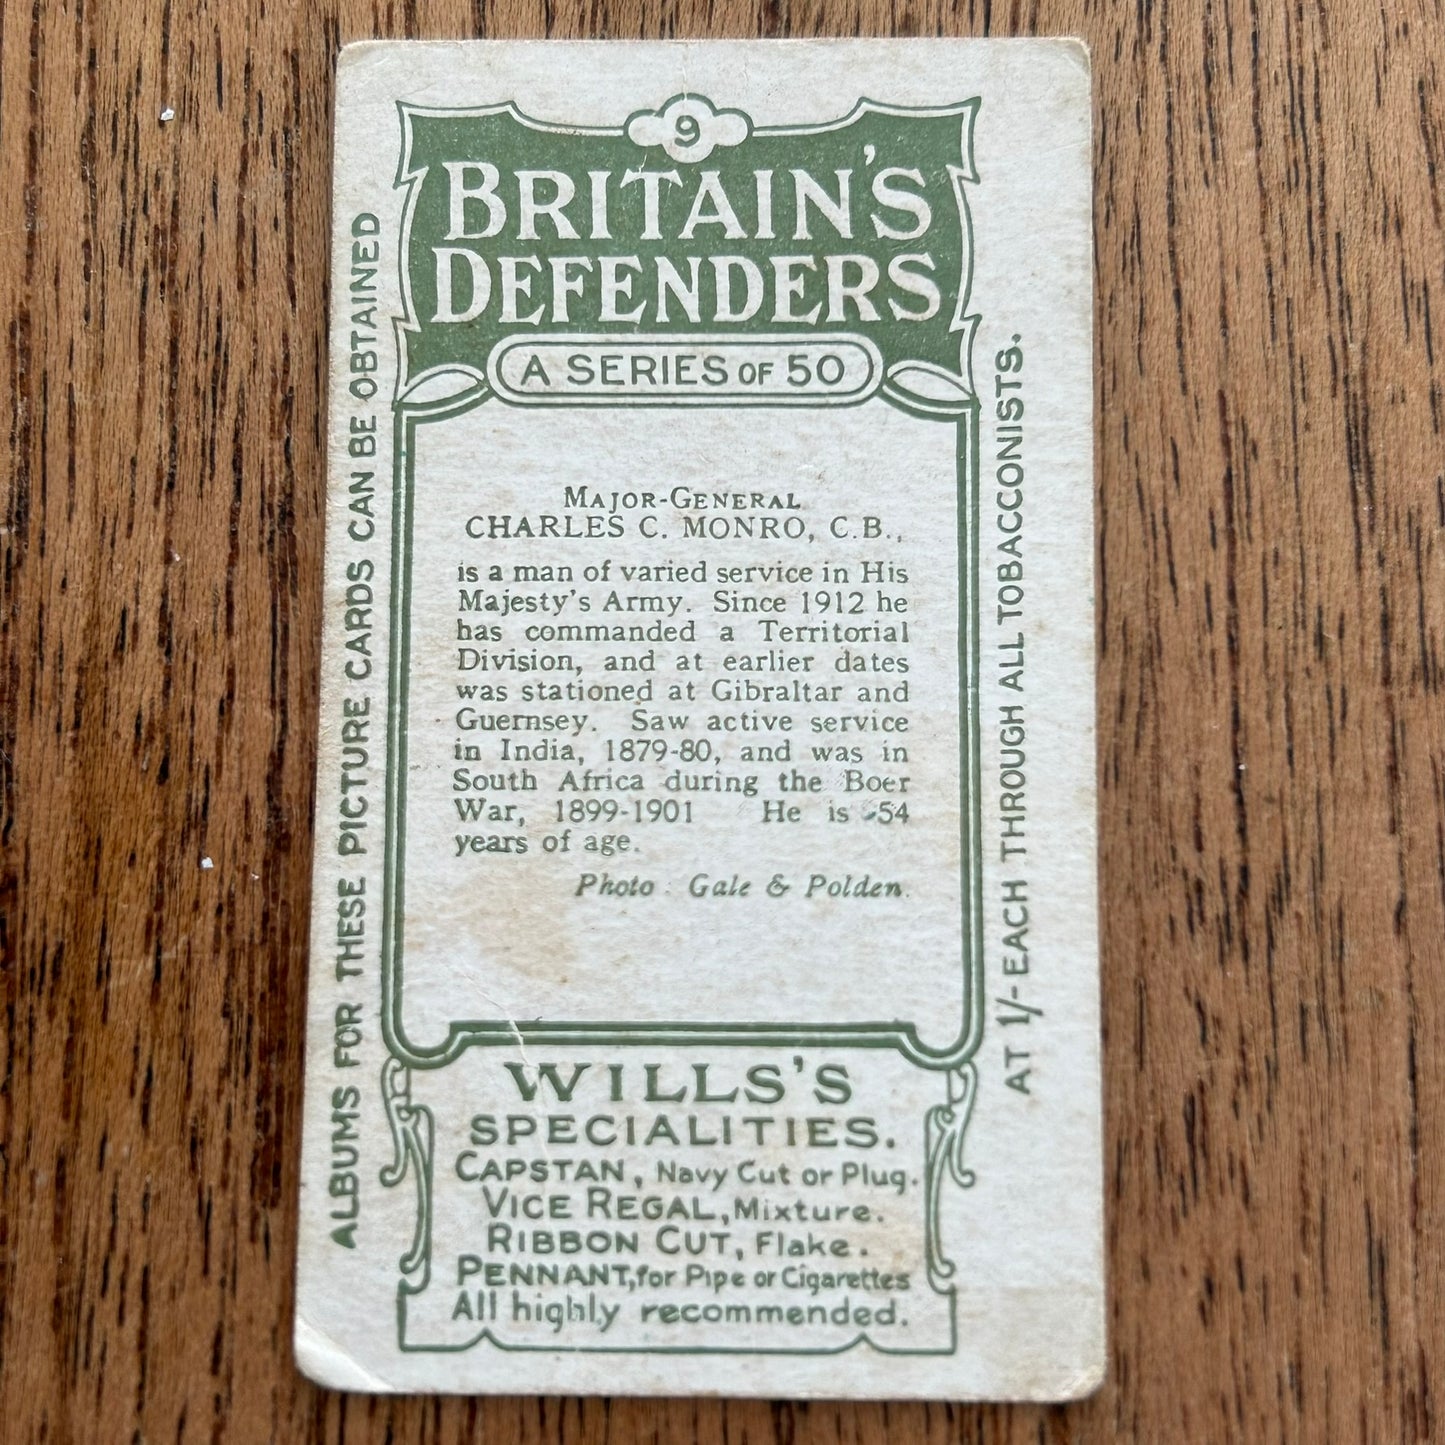 9
BRITAIN'S
DEFENDERS
A SERIES OF 50
MAJOR-GENERAL
CHARLES C. MONRO, C.B.,
is a man of varied service in His
Majesty's Army. Since 1912 he
has commanded a Territorial
Division, and at earlier dates
was stationed at Gibraltar and
Guernsey. Saw active service
in India, 1879-80, and was in
South Africa during the Boer
War, 1899-1901 He is 54
years of age.
Photo : Gale & Polden.
WILLS'S
SPECIALITIES.
CAPSTAN, Navy Cut or Plug.
VICE REGAL, Mixture.
RIBBON CUT, Flake.
PENNANT, for Pipe or Cigarettes
All highly recommended.
ALBUMS FOR THESE PICTURE CARDS CAN BE OBTAINED
AT 1/- EACH THROUGH ALL TOBACCONISTS.